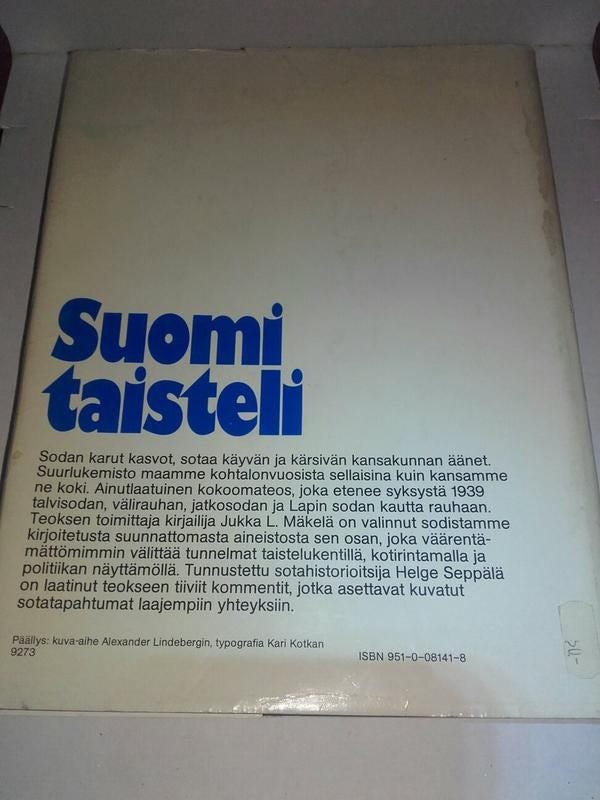 Suomi
taisteli
Sodan karut kasvot, sotaa käyvän ja kärsivän kansakunnan äänet.
Suurlukemisto maamme kohtalonvuosista sellaisina kuin kansamme
ne koki. Ainutlaatuinen kokoomateos, joka etenee syksystä 1939
talvisodan, välirauhan, jatkosodan ja Lapin sodan kautta rauhaan.
Teoksen toimittaja kirjailija Jukka L. Mäkelä on valinnut sodistamme
kirjoitetusta suunnattomasta aineistosta sen osan, joka väärentä-
mättömimmin välittää tunnelmat taistelukentillä, kotirintamalla ja
politiikan näyttämöllä. Tunnustettu sotahistorioitsija Helge Seppälä
on laatinut teokseen tiiviit kommentit, jotka asettavat kuvatut
sotatapahtumat laajempiin yhteyksiin.
Päällys: kuva-aihe Alexander Lindebergin, typografia Kari Kotkan
9273
ISBN 951-0-08141-8